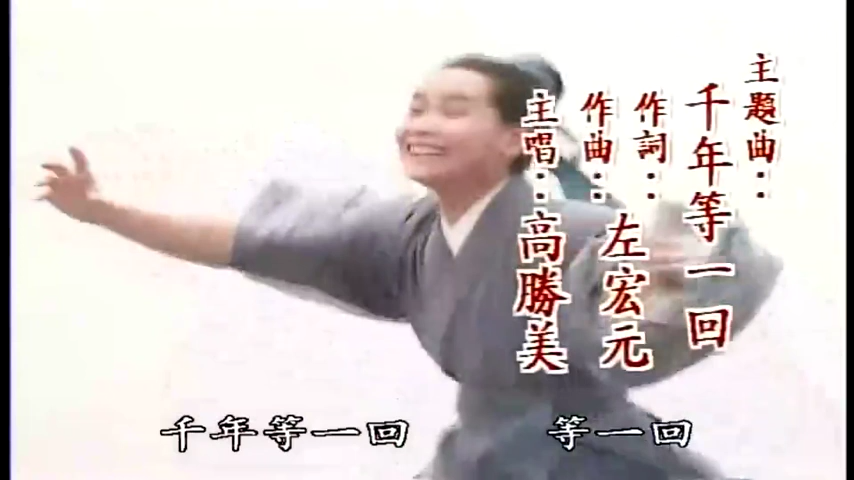 主題曲：
千年等一回
作詞：
作曲：左宏元
主唱：高勝美
千年等一回 等一回